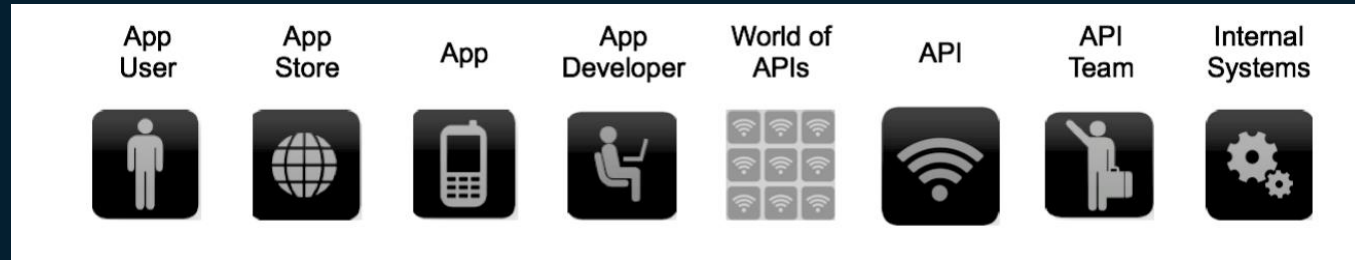 App
User
App
Store
App
App
Developer
World of
APIs
API
API
Team
Internal
Systems